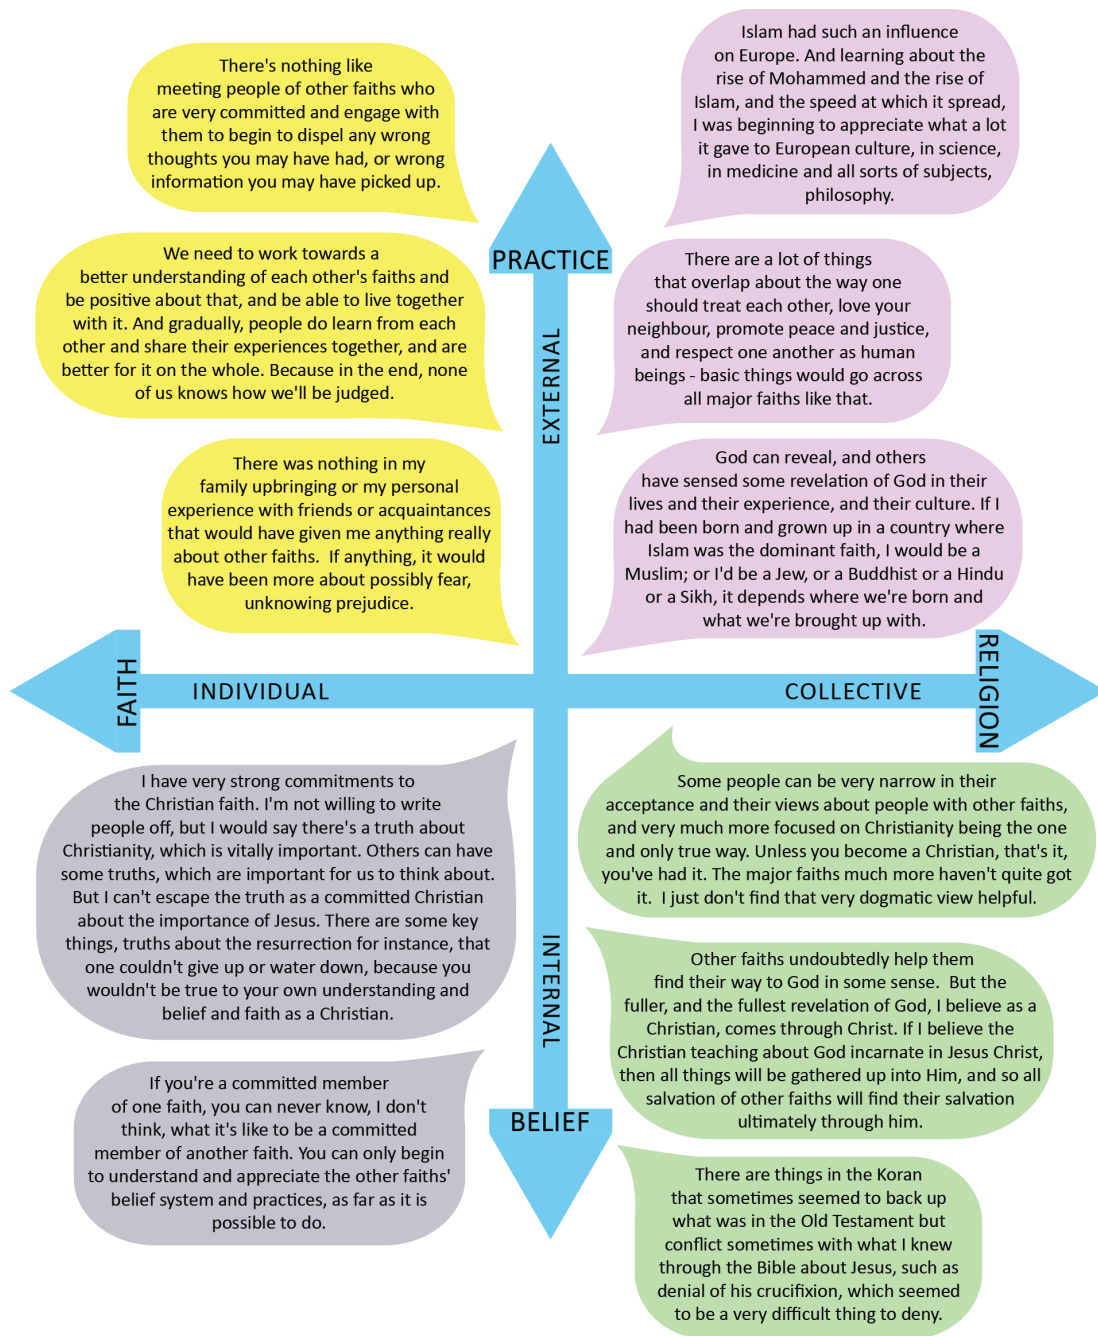 There's nothing like
meeting people of other faiths who
are very committed and engage with
them to begin to dispel any wrong
thoughts you may have had, or wrong
information you may have picked up.
Islam had such an influence
on Europe. And learning about the
rise of Mohammed and the rise of
Islam, and the speed at which it spread,
I was beginning to appreciate what a lot
it gave to European culture, in science,
in medicine and all sorts of subjects,
philosophy.
PRACTICE
EXTERNAL
We need to work towards a
better understanding of each other's faiths and
be positive about that, and be able to live together
with it. And gradually, people do learn from each
other and share their experiences together, and are
better for it on the whole. Because in the end, none
of us knows how we'll be judged.
There are a lot of things
that overlap about the way one
should treat each other, love your
neighbour, promote peace and justice,
and respect one another as human
beings - basic things would go across
all major faiths like that.
There was nothing in my
family upbringing or my personal
experience with friends or acquaintances
that would have given me anything really
about other faiths.  If anything, it would
have been more about possibly fear,
unknowing prejudice.
God can reveal, and others
have sensed some revelation of God in their
lives and their experience, and their culture. If I
had been born and grown up in a country where
Islam was the dominant faith, I would be a
Muslim; or I'd be a Jew, or a Buddhist or a Hindu
or a Sikh, it depends where we're born and
what we're brought up with.
FAITH
INDIVIDUAL
COLLECTIVE
RELIGION
I have very strong commitments to
the Christian faith. I'm not willing to write
people off, but I would say there's a truth about
Christianity, which is vitally important. Others can have
some truths, which are important for us to think about.
But I can't escape the truth as a committed Christian
about the importance of Jesus. There are some key
things, truths about the resurrection for instance, that
one couldn't give up or water down, because you
wouldn't be true to your own understanding and
belief and faith as a Christian.
Some people can be very narrow in their
acceptance and their views about people with other faiths,
and very much more focused on Christianity being the one
and only true way. Unless you become a Christian, that's it,
you've had it. The major faiths much more haven't quite got
it.  I just don't find that very dogmatic view helpful.
INTERNAL
BELIEF
Other faiths undoubtedly help them
find their way to God in some sense.  But the
fuller, and the fullest revelation of God, I believe as a
Christian, comes through Christ. If I believe the
Christian teaching about God incarnate in Jesus Christ,
then all things will be gathered up into Him, and so all
salvation of other faiths will find their salvation
ultimately through him.
If you're a committed member
of one faith, you can never know, I don't
think, what it's like to be a committed
member of another faith. You can only begin
to understand and appreciate the other faiths'
belief system and practices, as far as it is
possible to do.
There are things in the Koran
that sometimes seemed to back up
what was in the Old Testament but
conflict sometimes with what I knew
through the Bible about Jesus, such as
denial of his crucifixion, which seemed
to be a very difficult thing to deny.